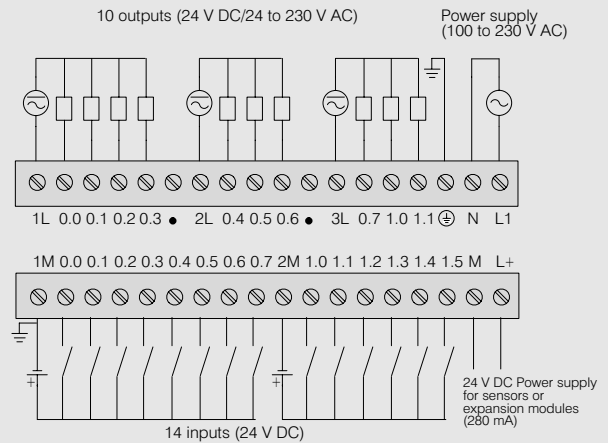 10 outputs (24 V DC/24 to 230 V AC)
Power supply
(100 to 230 V AC)
1L 0.0 0.1 0.2 0.3 • 2L 0.4 0.5 0.6 • 3L 0.7 1.0 1.1 N L1
1M 0.0 0.1 0.2 0.3 0.4 0.5 0.6 0.7 2M 1.0 1.1 1.2 1.3 1.4 1.5 M L+
+
+
24 V DC Power supply
for sensors or
expansion modules
(280 mA)
14 inputs (24 V DC)